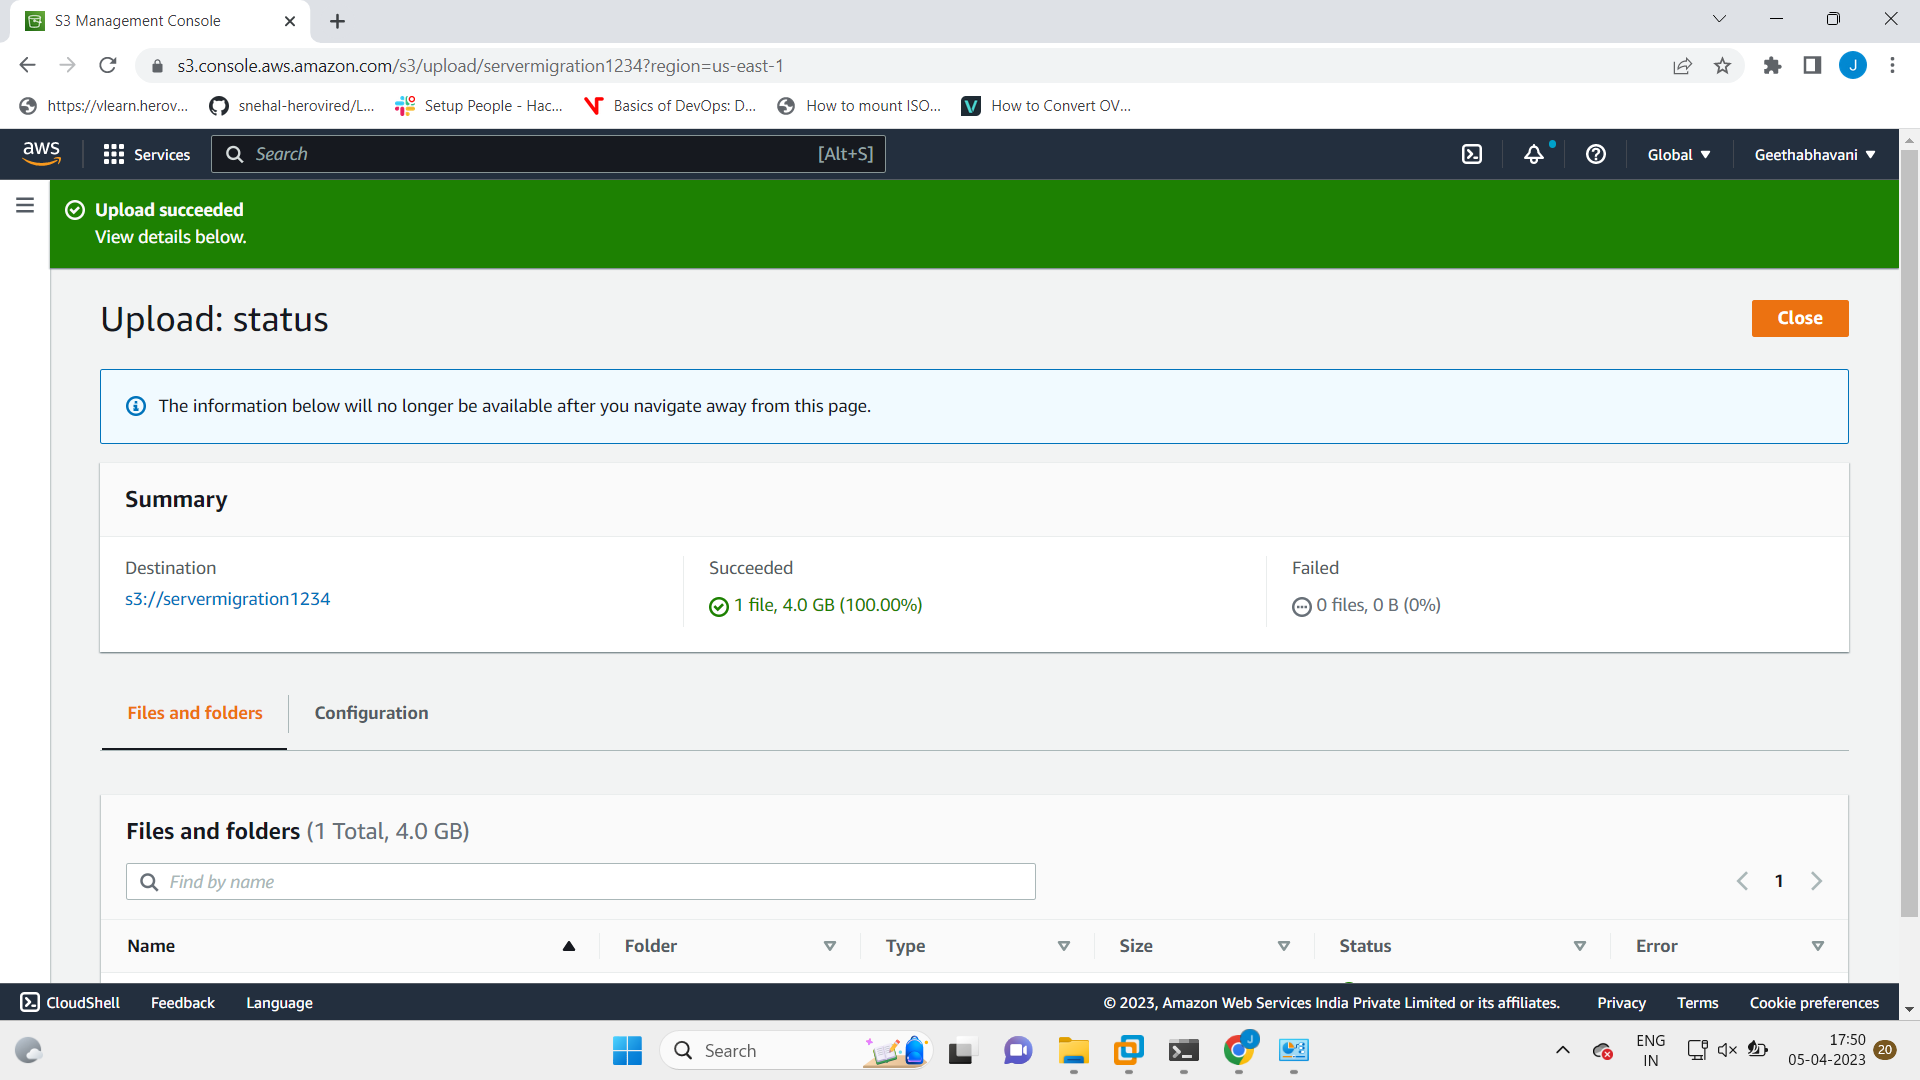 S3 Management Console
s3.console.aws.amazon.com/s3/upload/servermigration1234?region=us-east-1
J
https://vlearn.herov...
snehal-herovired/L...
Setup People - Hac...
Basics of DevOps: D...
How to mount ISO...
How to Convert OV...
aws
Services
Search
[Alt+S]
Global
Geethabhavani
Upload succeeded
View details below.
Upload: status
Close
The information below will no longer be available after you navigate away from this page.
Summary
Destination
Succeeded
Failed
s3://servermigration1234
1 file, 4.0 GB (100.00%)
0 files, 0 B (0%)
Files and folders
Configuration
Files and folders (1 Total, 4.0 GB)
Find by name
1
Name
Folder
Type
Size
Status
Error
CloudShell
Feedback
Language
© 2023, Amazon Web Services India Private Limited or its affiliates.
Privacy
Terms
Cookie preferences
Search
J
ENG
IN
17:50
05-04-2023
20